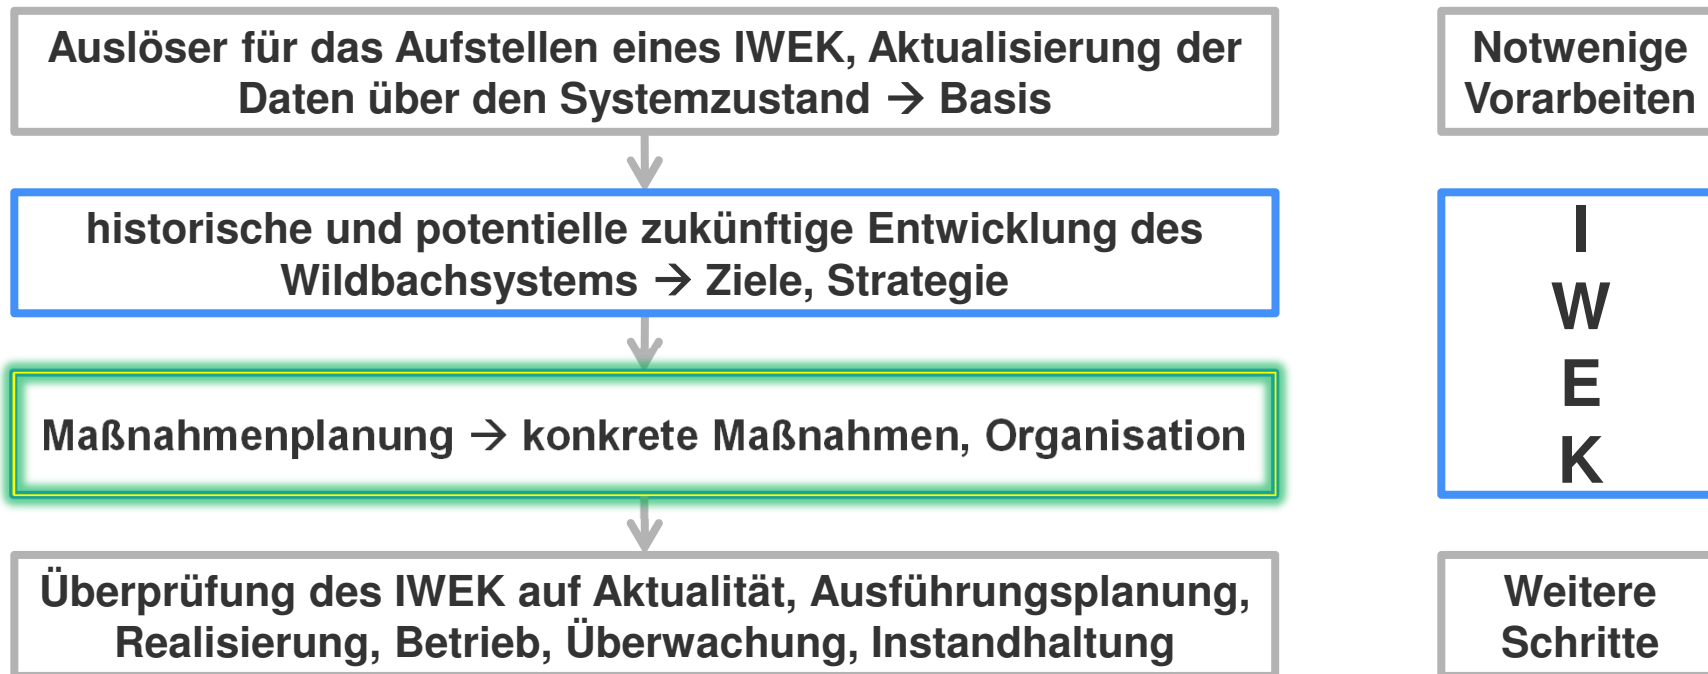 Auslöser für das Aufstellen eines IWEK, Aktualisierung der
Daten über den Systemzustand → Basis
Notwenige
Vorarbeiten
historische und potentielle zukünftige Entwicklung des
Wildbachsystems → Ziele, Strategie
I
W
E
K
Maßnahmenplanung → konkrete Maßnahmen, Organisation
Überprüfung des IWEK auf Aktualität, Ausführungsplanung,
Realisierung, Betrieb, Überwachung, Instandhaltung
Weitere
Schritte